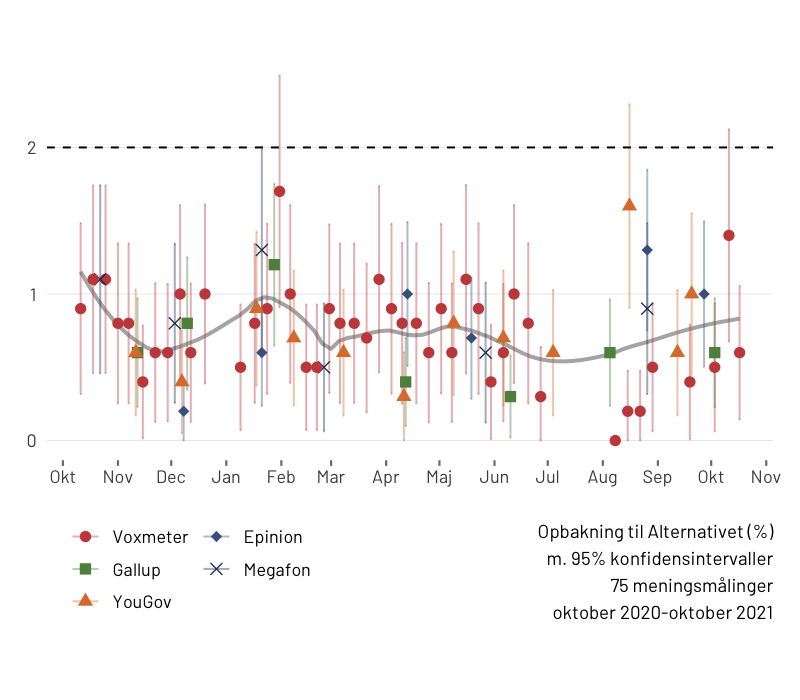 2
1
0
Okt Nov Dec Jan Feb Mar Apr Maj Jun Jul Aug Sep Okt Nov
Voxmeter Epinion
Gallup Megafon
YouGov
Opbakning til Alternativet (%)
m. 95% konfidensintervaller
75 meningsmålinger
oktober 2020-oktober 2021